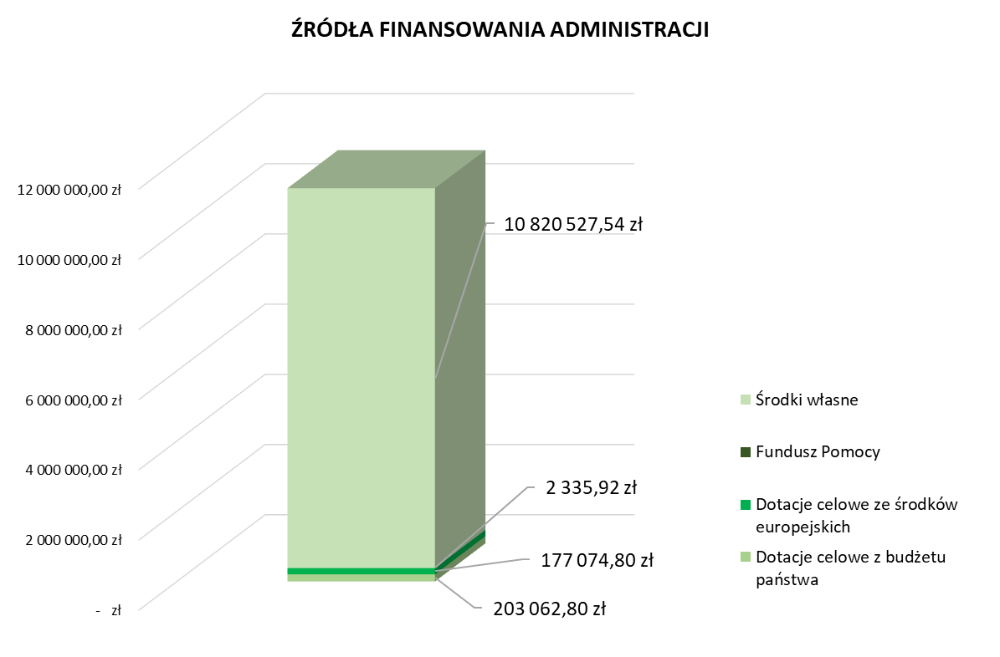 ŹRÓDŁA FINANSOWANIA ADMINISTRACJI
12 000 000,00 zł
10 000 000,00 zł
8 000 000,00 zł
6 000 000,00 zł
4 000 000,00 zł
2 000 000,00 zł
- zł
10 820 527,54 zł
2 335,92 zł
177 074,80 zł
203 062,80 zł
Środki własne
Fundusz Pomocy
Dotacje celowe ze środków
europejskich
Dotacje celowe z budżetu
państwa